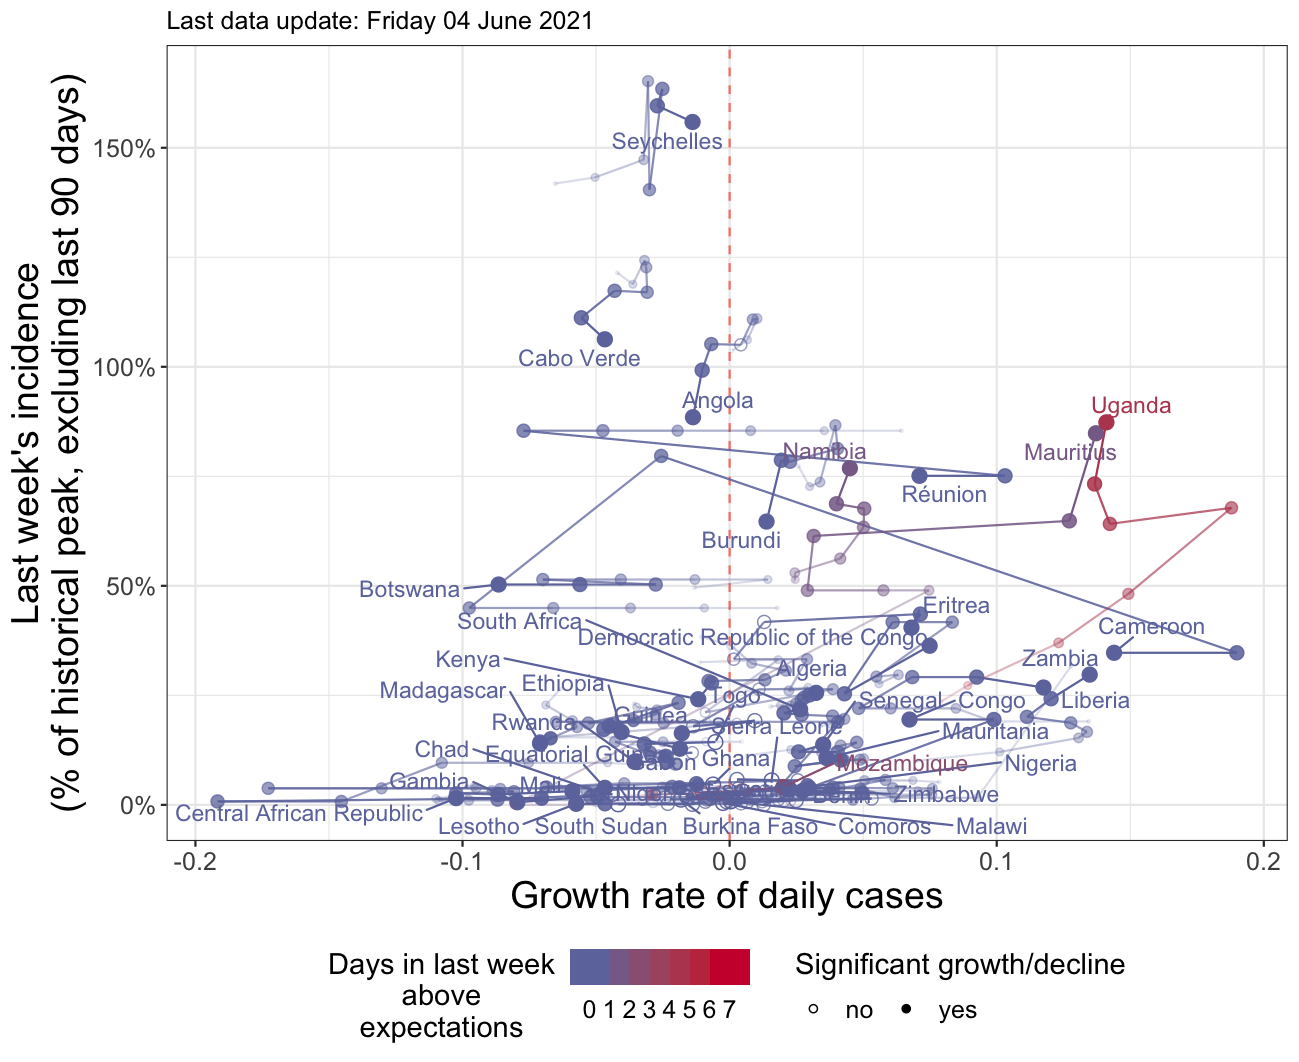 Last data update: Friday 04 June 2021
Last week's incidence
(% of historical peak, excluding last 90 days)
150%
100%
50%
0%
Seychelles
Cabo Verde
Angola
Uganda
Mauritius
Namibia
Réunion
Burundi
Botswana
Eritrea
South Africa
Democratic Republic of the Congo
Cameroon
Kenya
Zambia
Algeria
Ethiopia
Madagascar
Togo
Senegal
Congo
Liberia
Guinea
Rwanda
Sierra Leone
Mauritania
Chad
Equatorial Guinea
Gabon
Ghana
Mozambique
Nigeria
Gambia
Mali
Benin
Zimbabwe
Central African Republic
Lesotho
South Sudan
Burkina Faso
Comoros
Malawi
-0.2
-0.1
0.0
0.1
0.2
Growth rate of daily cases
Days in last week
above
expectations
0 1 2 3 4 5 6 7
Significant growth/decline
no
yes